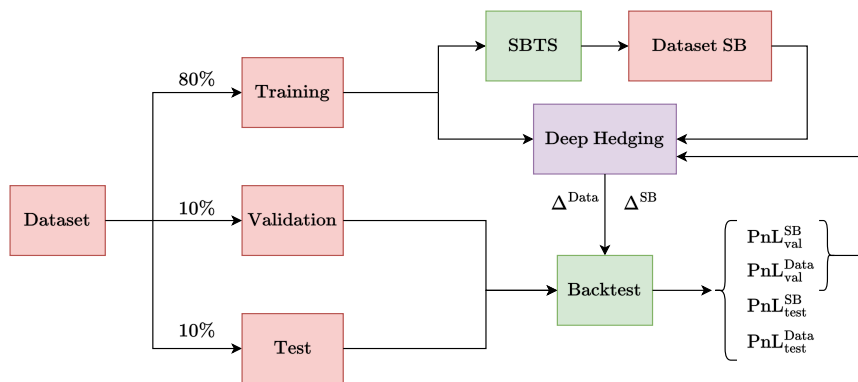 SBTS
Dataset SB
80%
Training
Deep Hedging
Δ^Data Δ^SB
Dataset
10%
Validation
Backtest
PnL^SB_val
PnL^Data_val
PnL^SB_test
PnL^Data_test
10%
Test